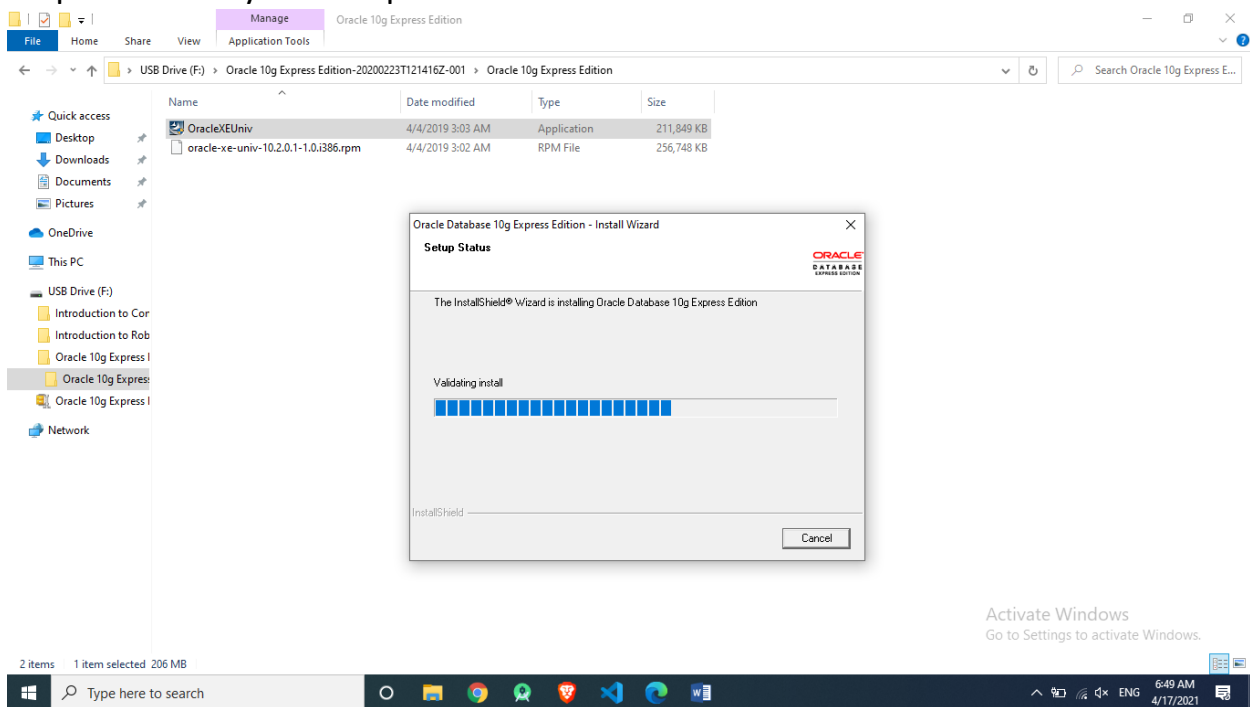 Manage
Oracle 10g Express Edition
File Home Share View Application Tools
USB Drive (F:) › Oracle 10g Express Edition-20200223T121416Z-001 › Oracle 10g Express Edition
Search Oracle 10g Express E...
Name Date modified Type Size
OracleXEUniv 4/4/2019 3:03 AM Application 211,849 KB
oracle-xe-univ-10.2.0.1-1.0.i386.rpm 4/4/2019 3:02 AM RPM File 256,748 KB
Quick access
Desktop
Downloads
Documents
Pictures
OneDrive
This PC
USB Drive (F:)
Introduction to Cor
Introduction to Rob
Oracle 10g Express I
Oracle 10g Expres
Oracle 10g Express I
Network
Oracle Database 10g Express Edition - Install Wizard
Setup Status
ORACLE
DATABASE
EXPRESS EDITION
The InstallShield® Wizard is installing Oracle Database 10g Express Edition
Validating install
InstallShield
Cancel
Activate Windows
Go to Settings to activate Windows.
2 items 1 item selected 206 MB
Type here to search
ENG
6:49 AM
4/17/2021